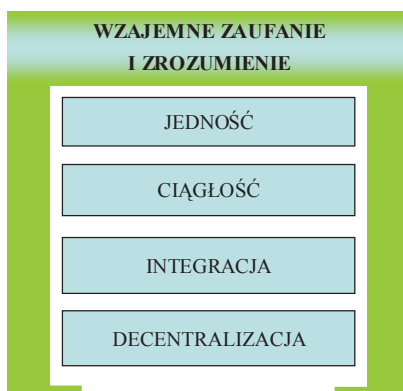 WZAJEMNE ZAUFANIE
I ZROZUMIENIE
JEDNOŚĆ
CIĄGŁOŚĆ
INTEGRACJA
DECENTRALIZACJA